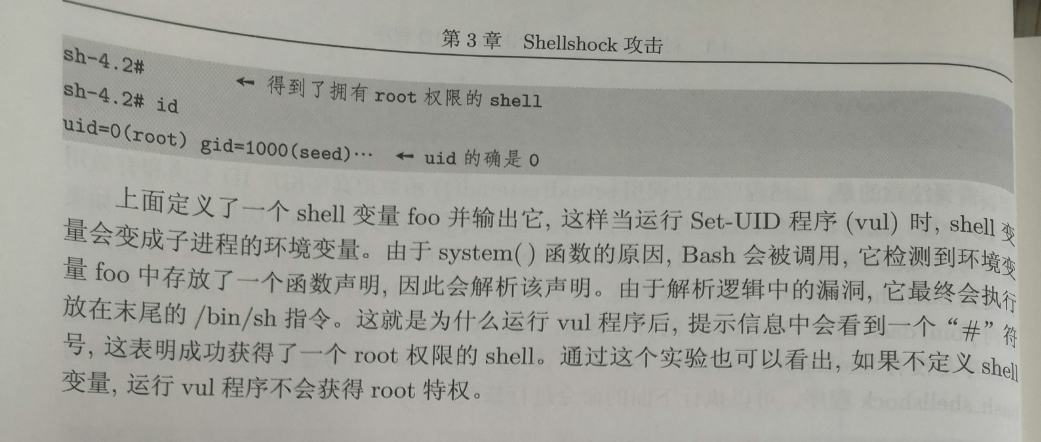 第 3 章 Shellshock 攻击
sh-4.2# ← 得到了拥有 root 权限的 shell
sh-4.2# id
uid=0(root) gid=1000(seed)··· ← uid 的确是 0
上面定义了一个 shell 变量 foo 并输出它, 这样当运行 Set-UID 程序 (vul) 时, shell 变
量会变成子进程的环境变量。由于 system( ) 函数的原因, Bash 会被调用, 它检测到环境变
量 foo 中存放了一个函数声明, 因此会解析该声明。由于解析逻辑中的漏洞, 它最终会执行
放在末尾的 /bin/sh 指令。这就是为什么运行 vul 程序后, 提示信息中会看到一个 “#” 符
号, 这表明成功获得了一个 root 权限的 shell。通过这个实验也可以看出, 如果不定义 shell
变量, 运行 vul 程序不会获得 root 特权。